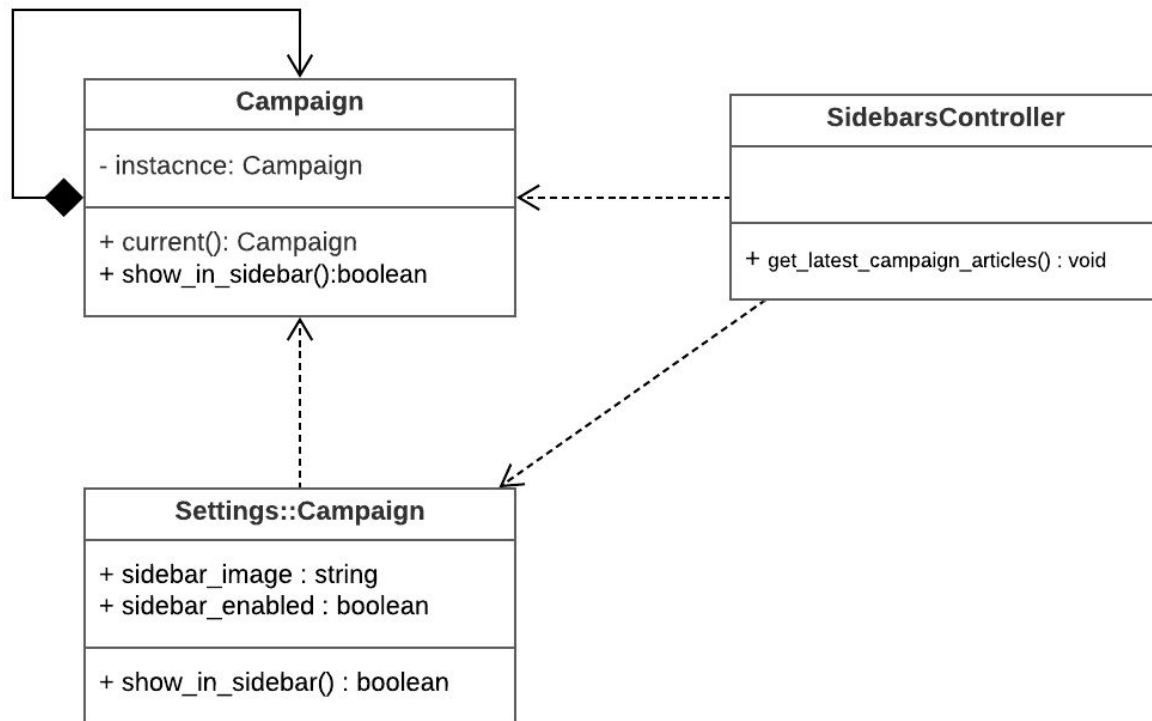 Campaign
- instacnce: Campaign
+ current(): Campaign
+ show_in_sidebar():boolean
SidebarsController
+ get_latest_campaign_articles() : void
Settings::Campaign
+ sidebar_image : string
+ sidebar_enabled : boolean
+ show_in_sidebar() : boolean